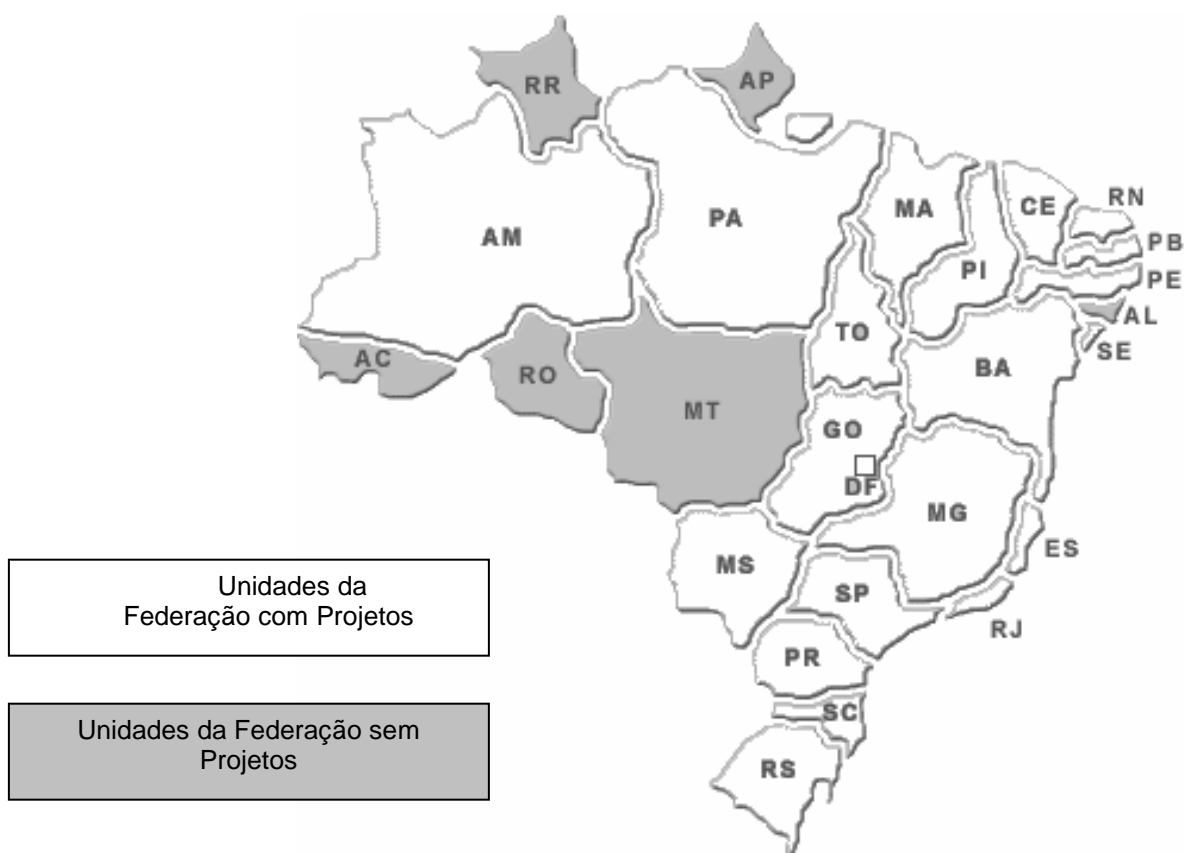 RR
AP
AM
PA
MA
CE
RN
PB
PI
PE
AL
TO
SE
AC
RO
BA
MT
GO
DF
MG
ES
MS
SP
RJ
PR
SC
RS
Unidades da
Federação com Projetos
Unidades da Federação sem
Projetos